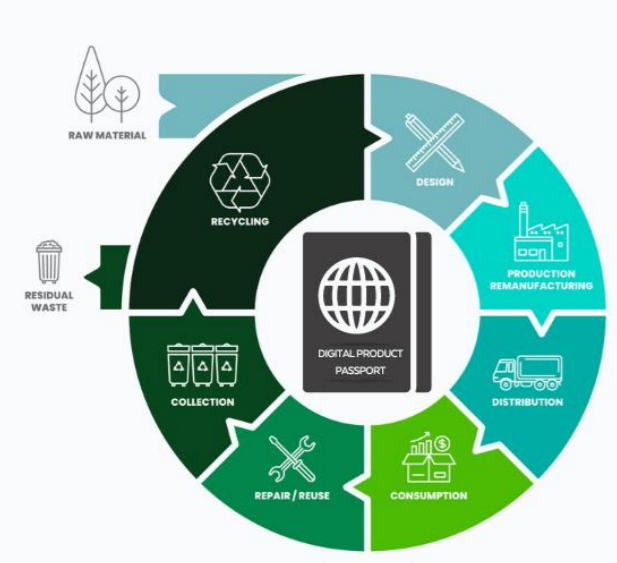 RAW MATERIAL
DESIGN
RECYCLING
PRODUCTION
REMANUFACTURING
RESIDUAL
WASTE
DIGITAL PRODUCT
PASSPORT
COLLECTION
DISTRIBUTION
REPAIR / REUSE
CONSUMPTION